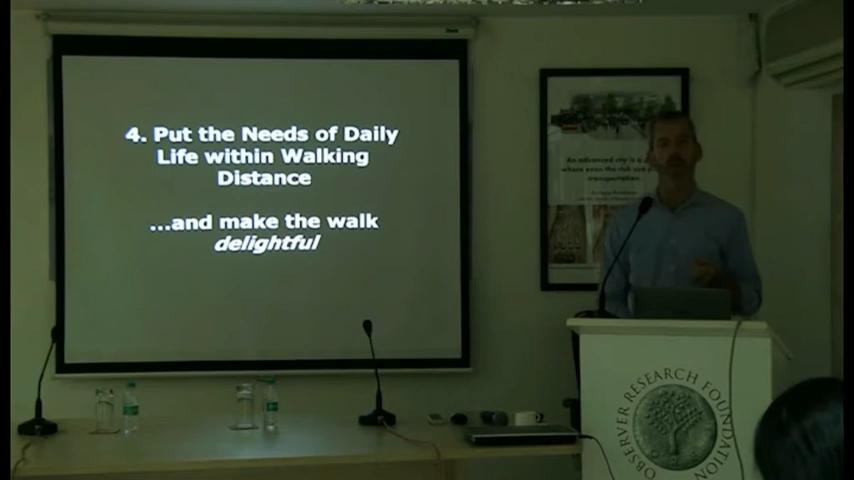 4. Put the Needs of Daily
Life within Walking
Distance
...and make the walk
delightful
An advanced city is a
where even the rich use
transportation
OBSERVER RESEARCH FOUNDATION